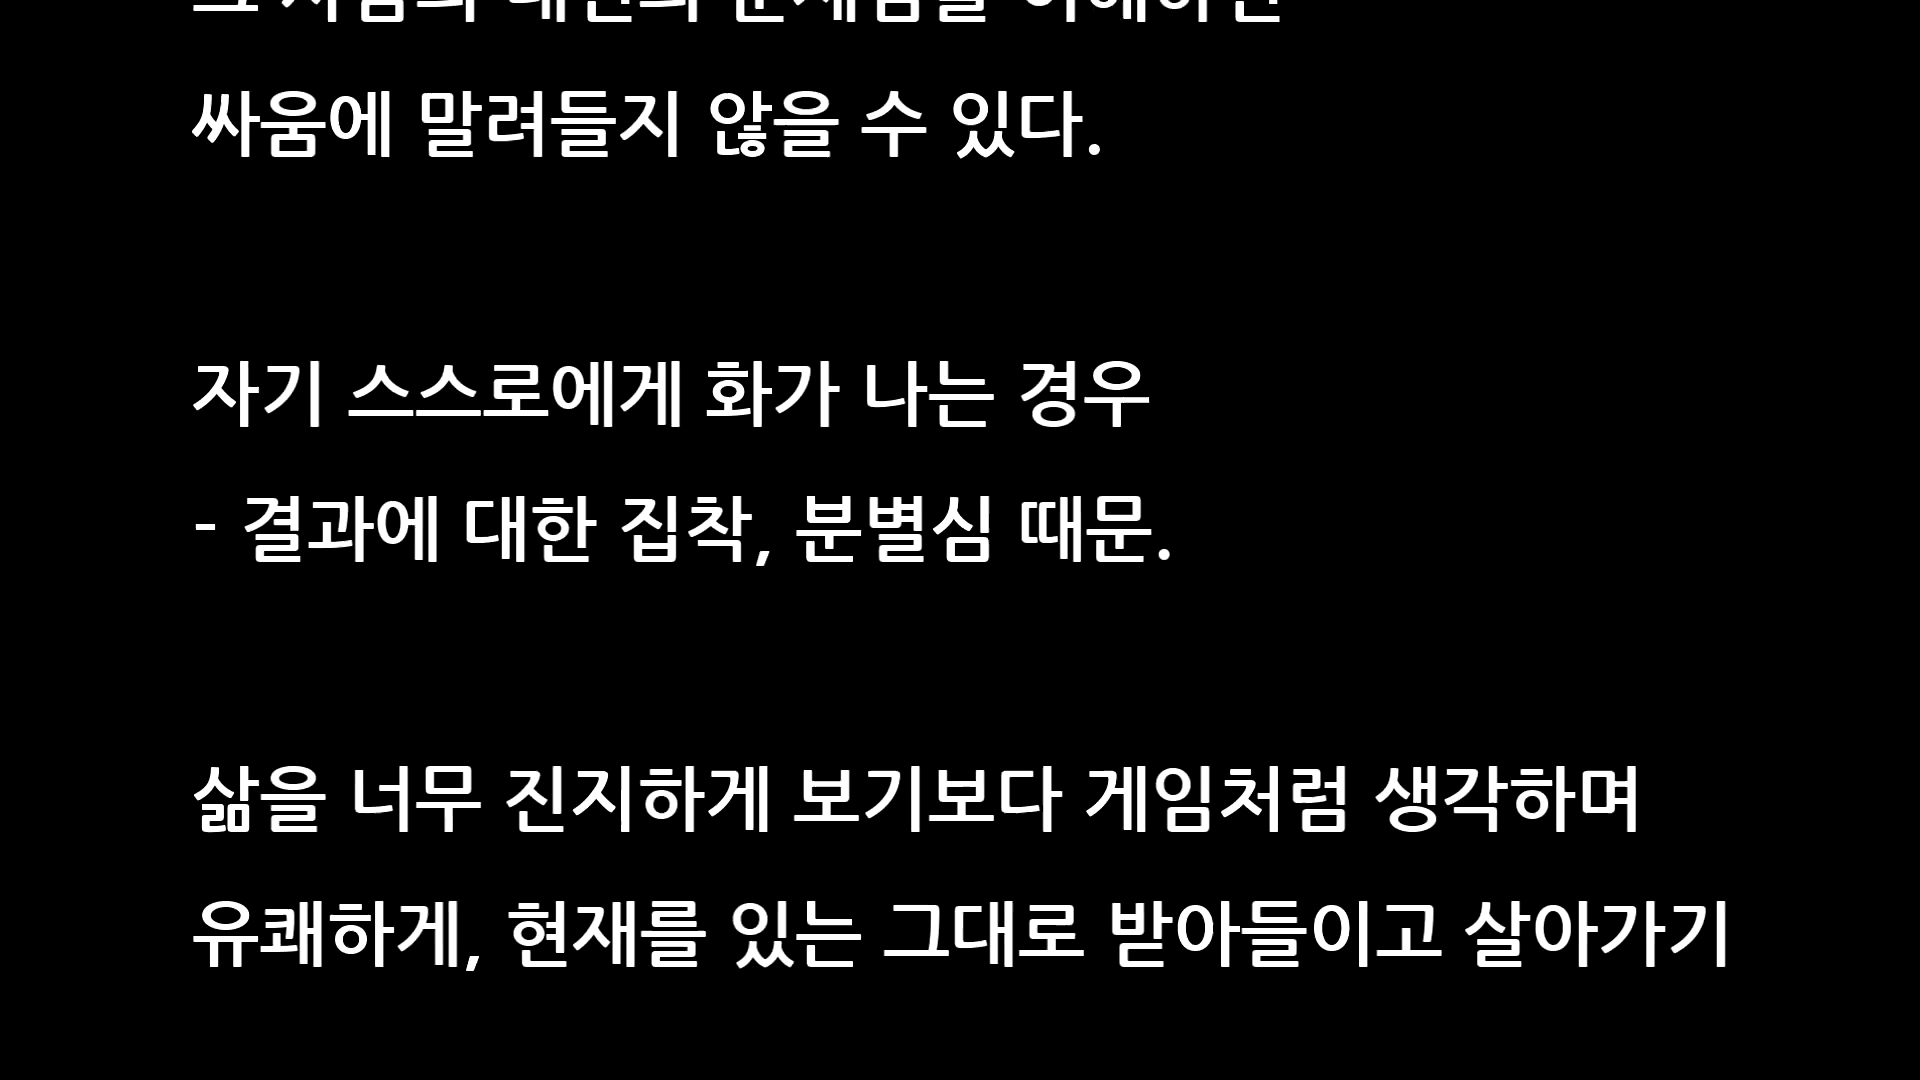 싸움에 말려들지 않을 수 있다.
자기 스스로에게 화가 나는 경우
- 결과에 대한 집착, 분별심 때문.
삶을 너무 진지하게 보기보다 게임처럼 생각하며
유쾌하게, 현재를 있는 그대로 받아들이고 살아가기